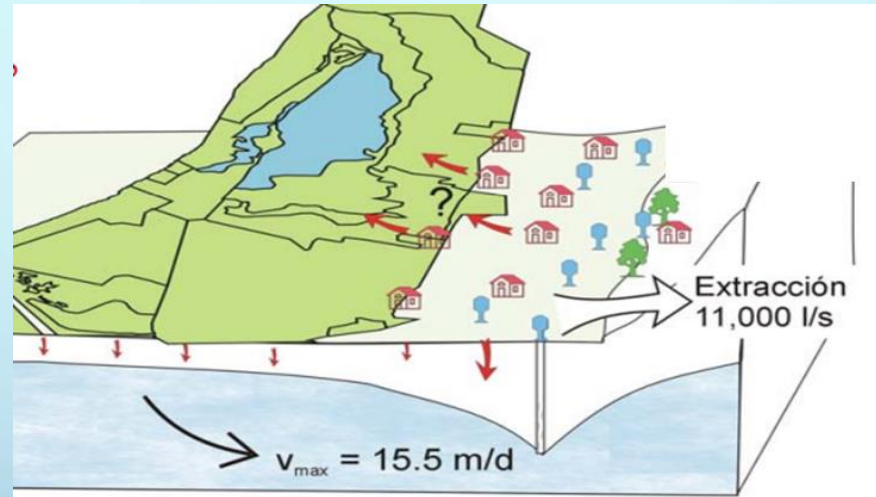 ?
Extracción
11,000 l/s
v_max = 15.5 m/d